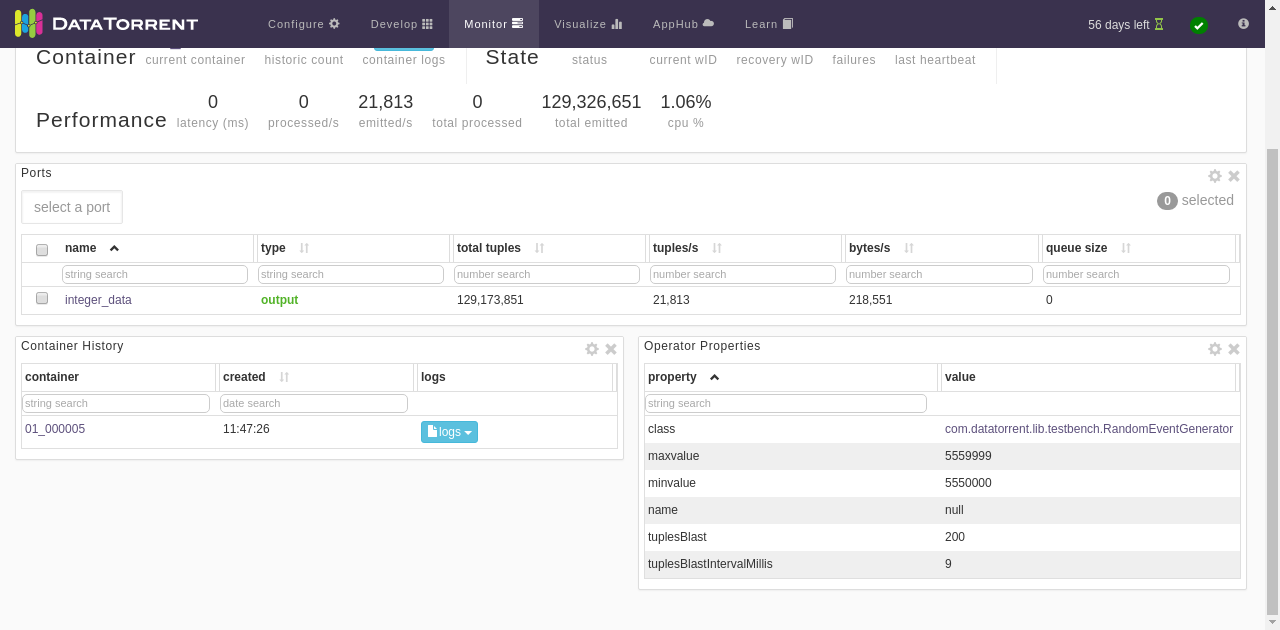 DATATORRENT Configure Develop Monitor Visualize AppHub Learn 56 days left
Container current container historic count container logs State status current wID recovery wID failures last heartbeat
0 0 21,813 0 129,326,651 1.06%
Performance latency (ms) processed/s emitted/s total processed total emitted cpu %
Ports
select a port 0 selected
name type total tuples tuples/s bytes/s queue size
string search string search number search number search number search number search
integer_data output 129,173,851 21,813 218,551 0
Container History
container created logs
string search date search
01_000005 11:47:26 logs
Operator Properties
property value
string search
class com.datatorrent.lib.testbench.RandomEventGenerator
maxvalue 5559999
minvalue 5550000
name null
tuplesBlast 200
tuplesBlastIntervalMillis 9